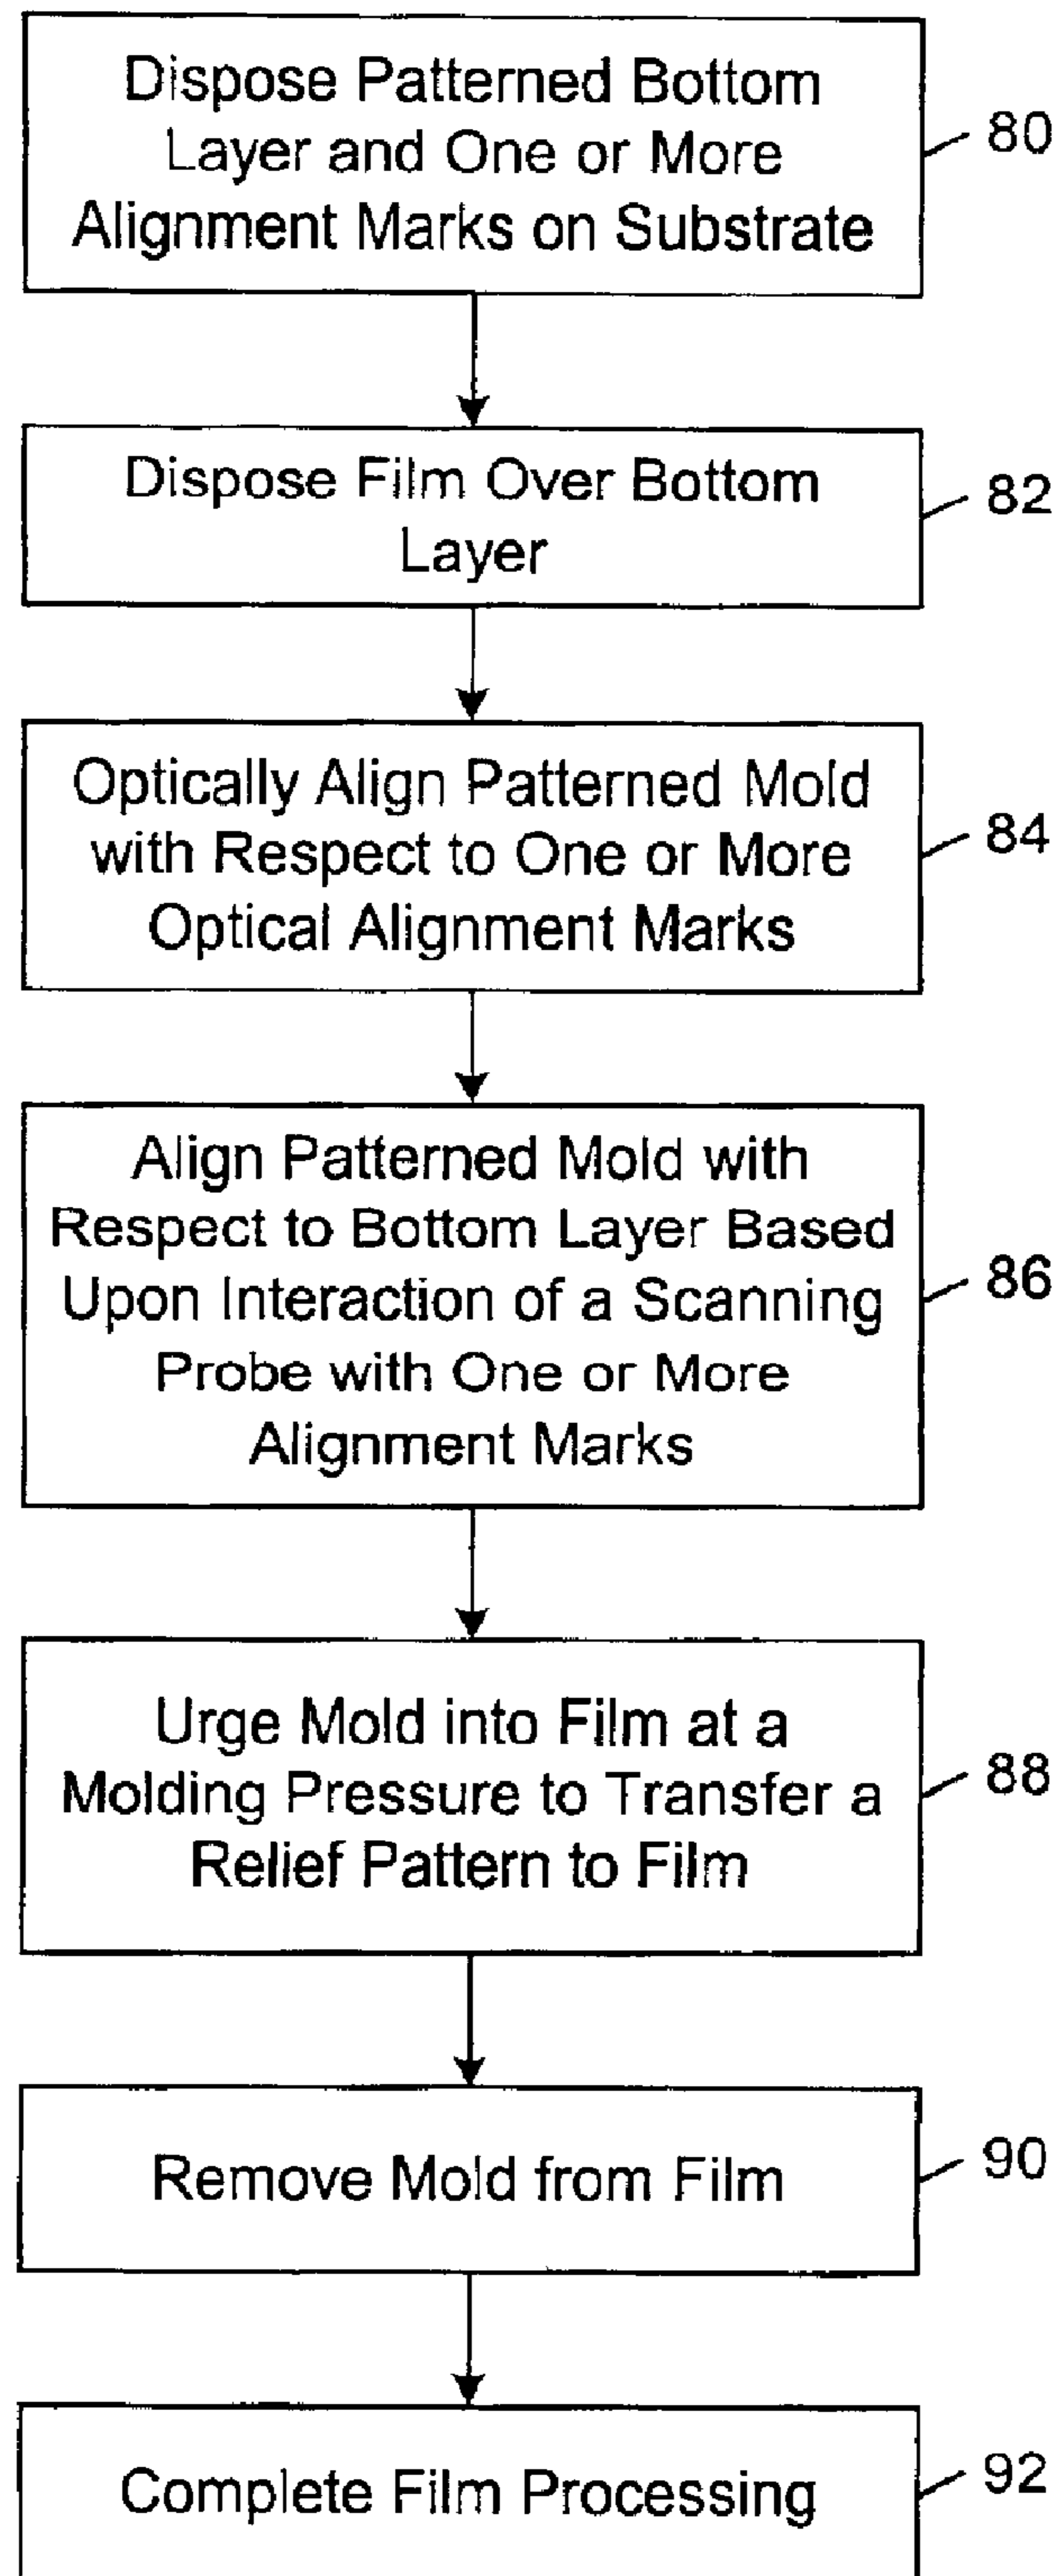 Dispose Patterned Bottom
Layer and One or More
Alignment Marks on Substrate
80
Dispose Film Over Bottom
Layer
82
Optically Align Patterned Mold
with Respect to One or More
Optical Alignment Marks
84
Align Patterned Mold with
Respect to Bottom Layer Based
Upon Interaction of a Scanning
Probe with One or More
Alignment Marks
86
Urge Mold into Film at a
Molding Pressure to Transfer a
Relief Pattern to Film
88
Remove Mold from Film
90
Complete Film Processing
92